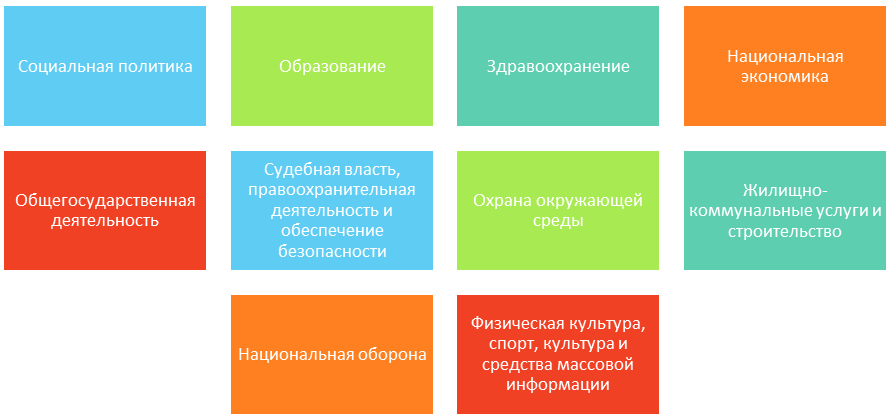 Социальная политика
Образование
Здравоохранение
Национальная
экономика
Общегосударственная
деятельность
Судебная власть,
правоохранительная
деятельность и
обеспечение
безопасности
Охрана окружающей
среды
Жилищно-
коммунальные услуги и
строительство
Национальная оборона
Физическая культура,
спорт, культура и
средства массовой
информации